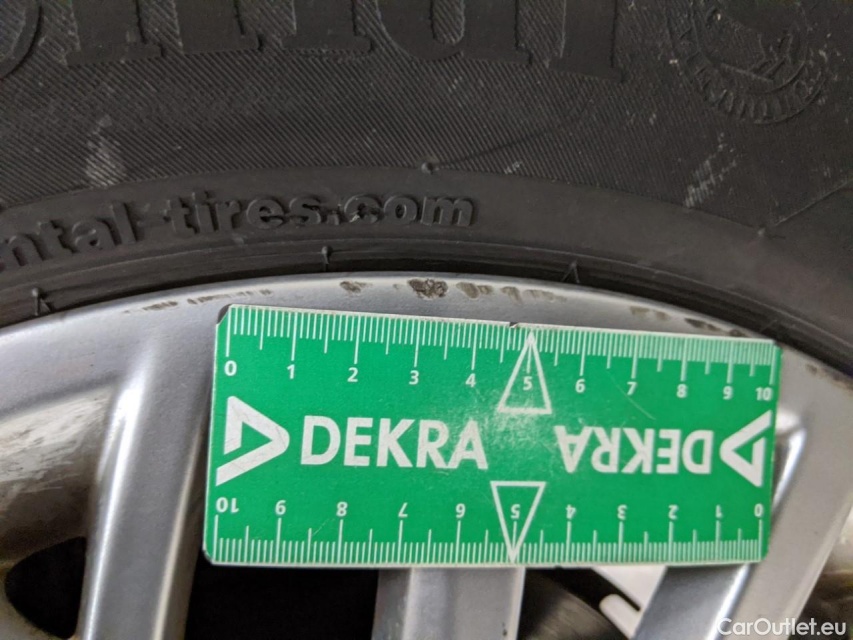 ntal-tires.com
0 1 2 3 4 5 6 7 8 9 10
DEKRA DEKRA
10 9 8 7 6 5 4 3 2 1 0
CarOutlet.eu